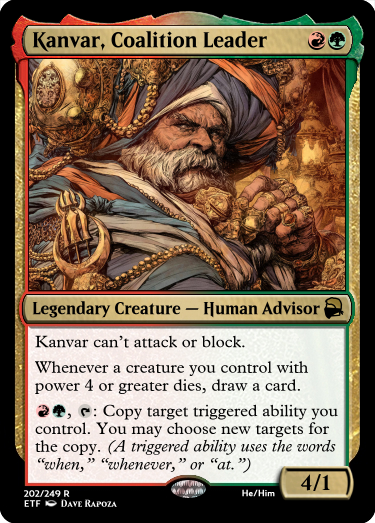 Kanvar, Coalition Leader
Legendary Creature — Human Advisor
Kanvar can't attack or block.
Whenever a creature you control with
power 4 or greater dies, draw a card.
, : Copy target triggered ability you
control. You may choose new targets for
the copy. (A triggered ability uses the words
“when,” “whenever,” or “at.”)
4/1
202/249 R
He/Him
ETF Dave Rapoza